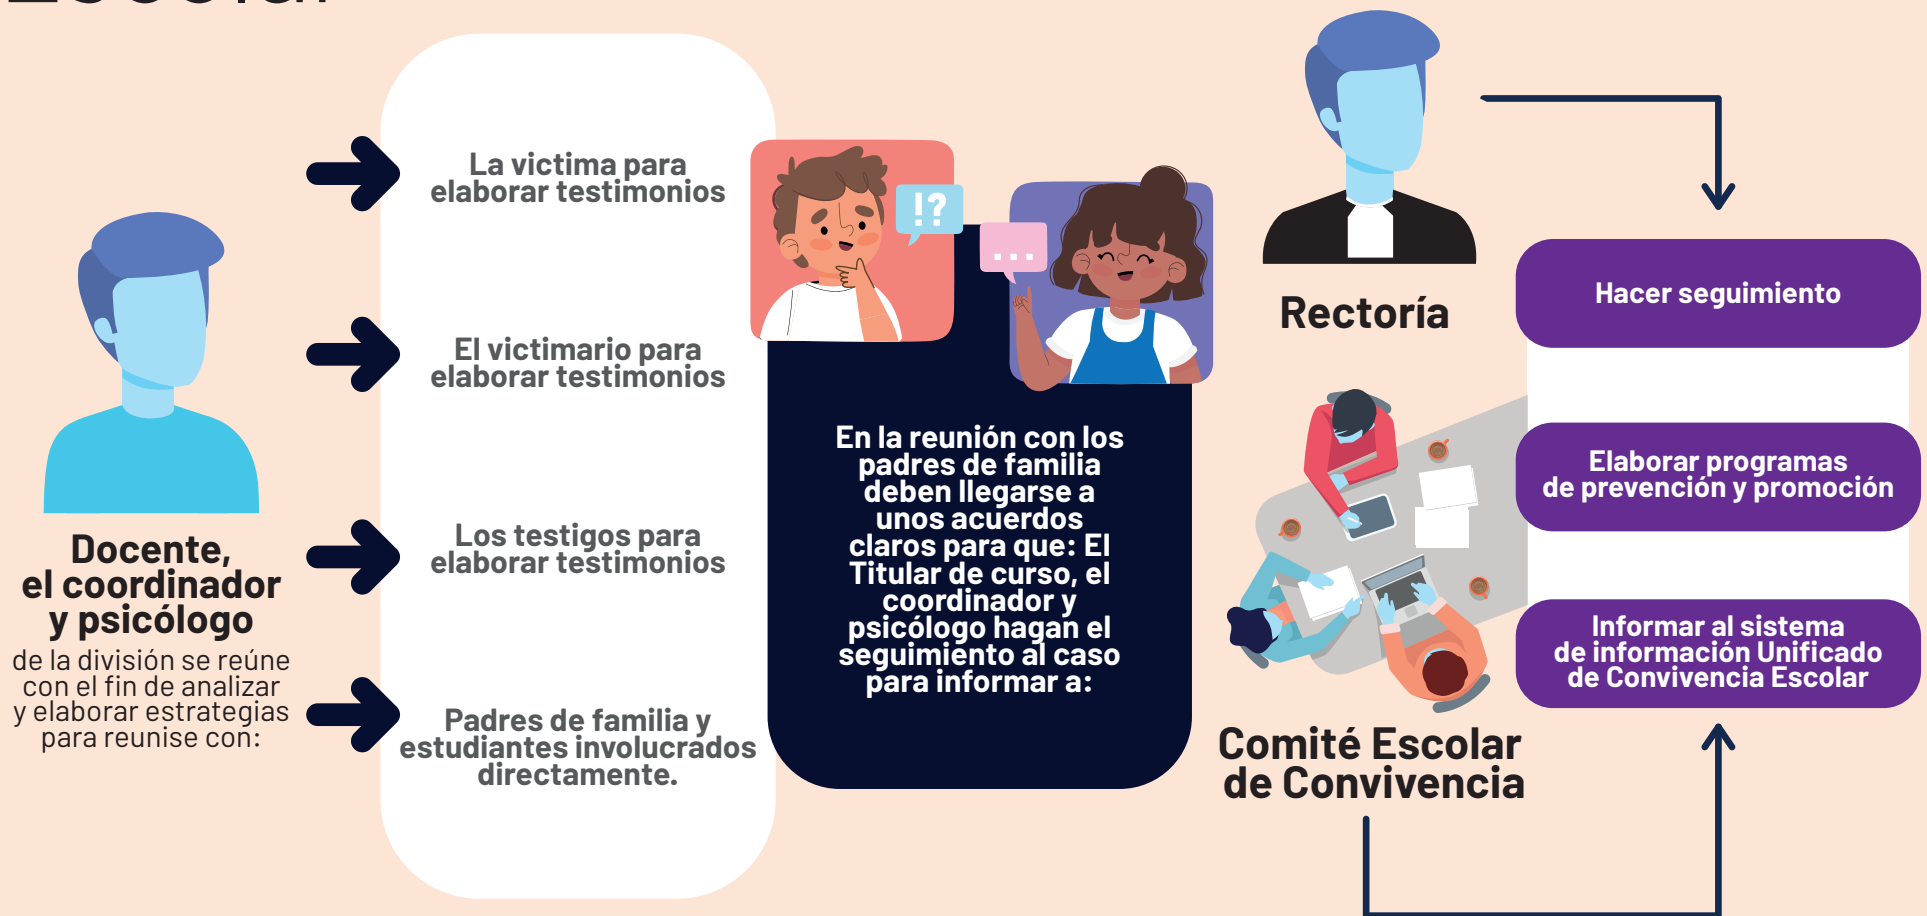 Docente,
el coordinador
y psicólogo
de la división se reúne
con el fin de analizar
y elaborar estrategias
para reunise con:
La victima para
elaborar testimonios
El victimario para
elaborar testimonios
Los testigos para
elaborar testimonios
Padres de familia y
estudiantes involucrados
directamente.
!?
...
En la reunión con los
padres de familia
deben llegarse a
unos acuerdos
claros para que: El
Titular de curso, el
coordinador y
psicólogo hagan el
seguimiento al caso
para informar a:
Rectoría
Comité Escolar
de Convivencia
Hacer seguimiento
Elaborar programas
de prevención y promoción
Informar al sistema
de información Unificado
de Convivencia Escolar